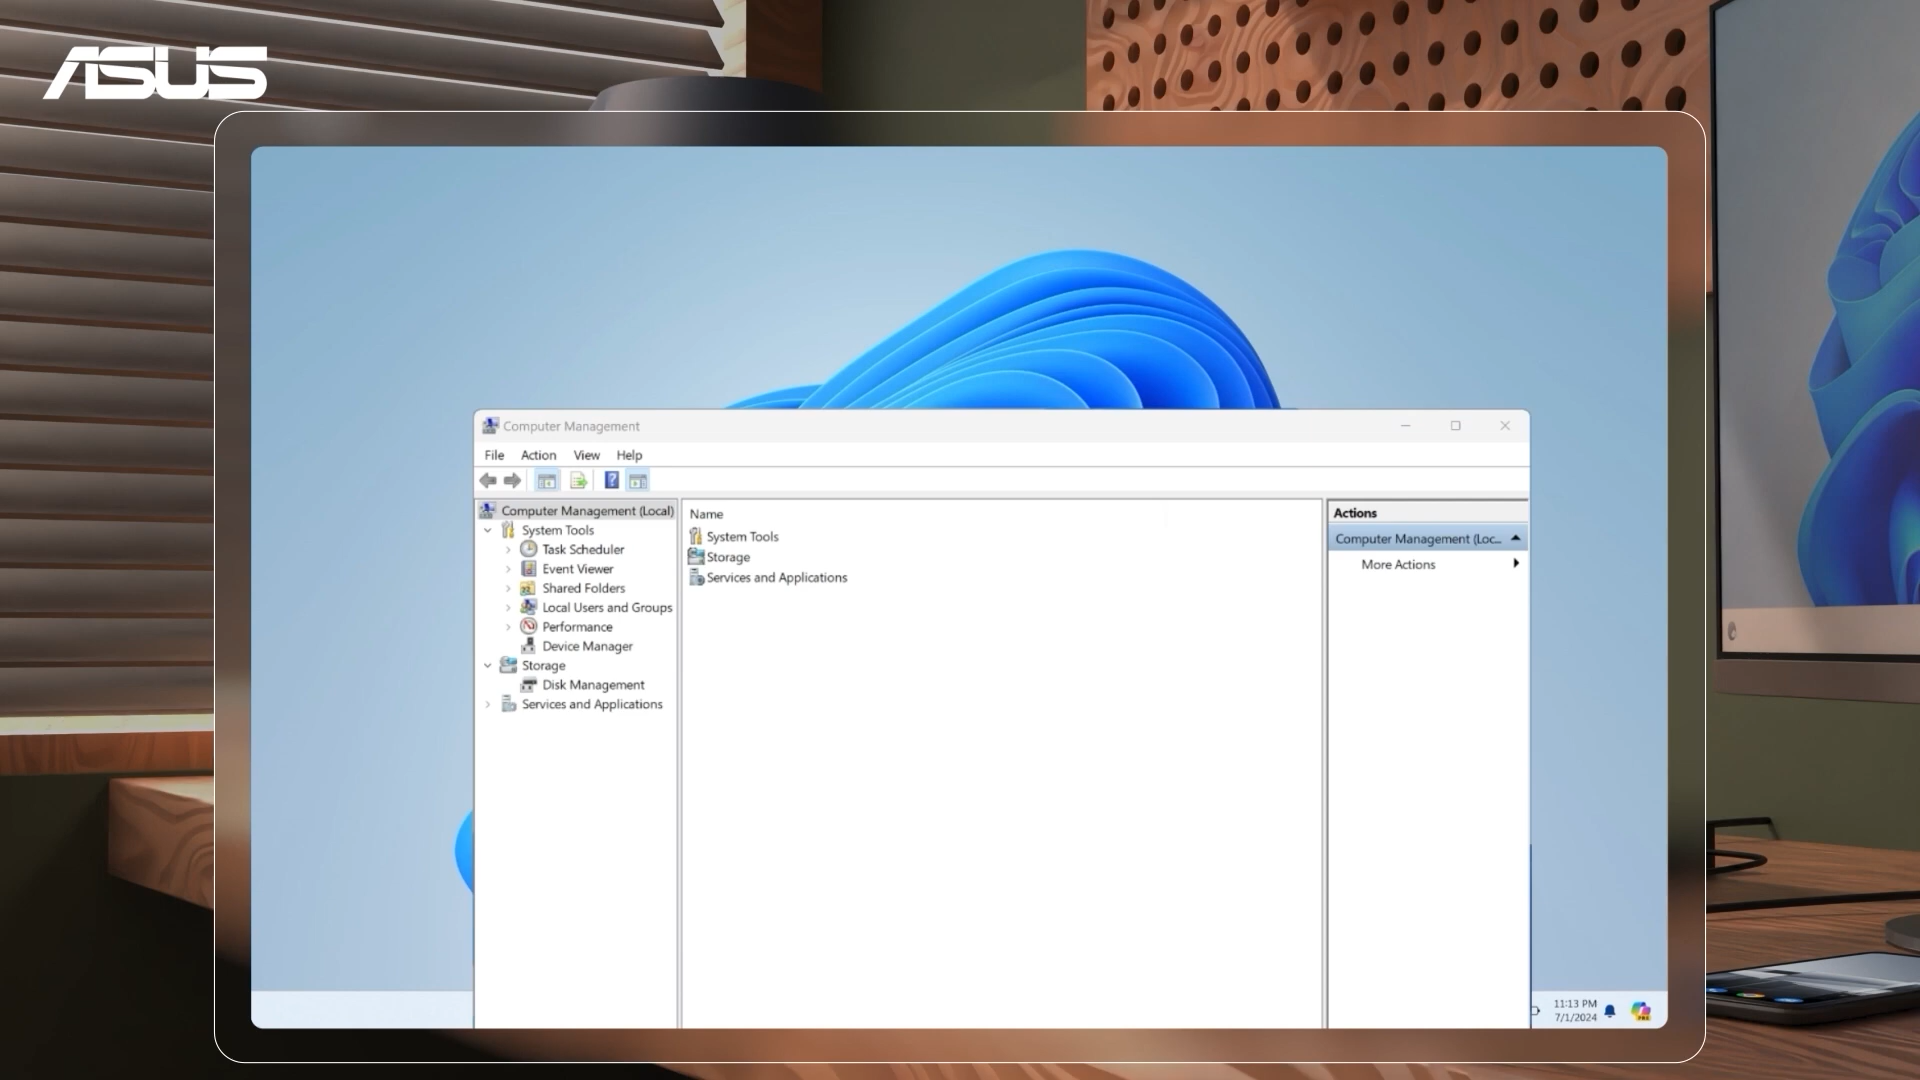 ASUS
Computer Management
File Action View Help
Computer Management (Local)
System Tools
Task Scheduler
Event Viewer
Shared Folders
Local Users and Groups
Performance
Device Manager
Storage
Disk Management
Services and Applications
Name
System Tools
Storage
Services and Applications
Actions
Computer Management (Loc...
More Actions
11:13 PM
7/1/2024